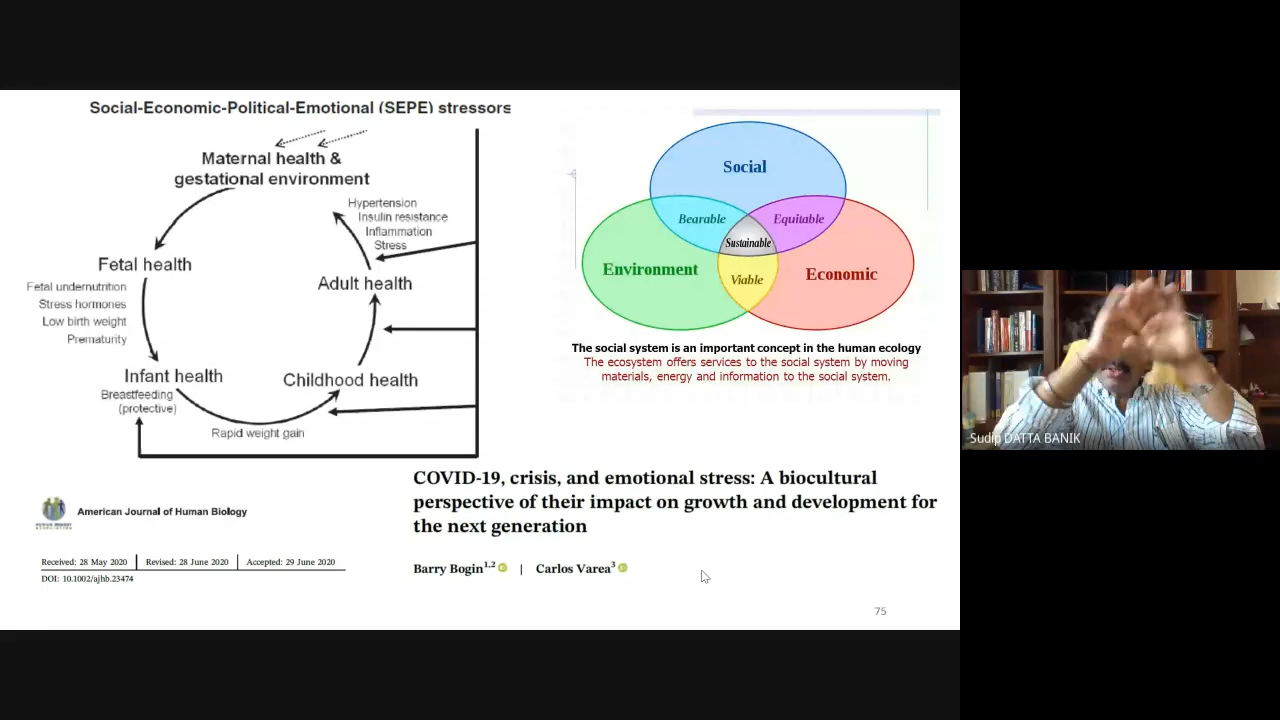 Social-Economic-Political-Emotional (SEPE) stressors
Maternal health &
gestational environment
Hypertension
Insulin resistance
Inflammation
Stress
Fetal health
Fetal undernutrition
Stress hormones
Low birth weight
Prematurity
Adult health
Infant health
Breastfeeding
(protective)
Childhood health
Rapid weight gain
Social
Bearable
Equitable
Sustainable
Environment
Viable
Economic
The social system is an important concept in the human ecology
The ecosystem offers services to the social system by moving
materials, energy and information to the social system.
Sudip DATTA BANIK
COVID-19, crisis, and emotional stress: A biocultural
perspective of their impact on growth and development for
the next generation
American Journal of Human Biology
Received: 28 May 2020 | Revised: 28 June 2020 | Accepted: 29 June 2020
DOI: 10.1002/ajhb.23474
Barry Bogin1,2 | Carlos Varea3
75